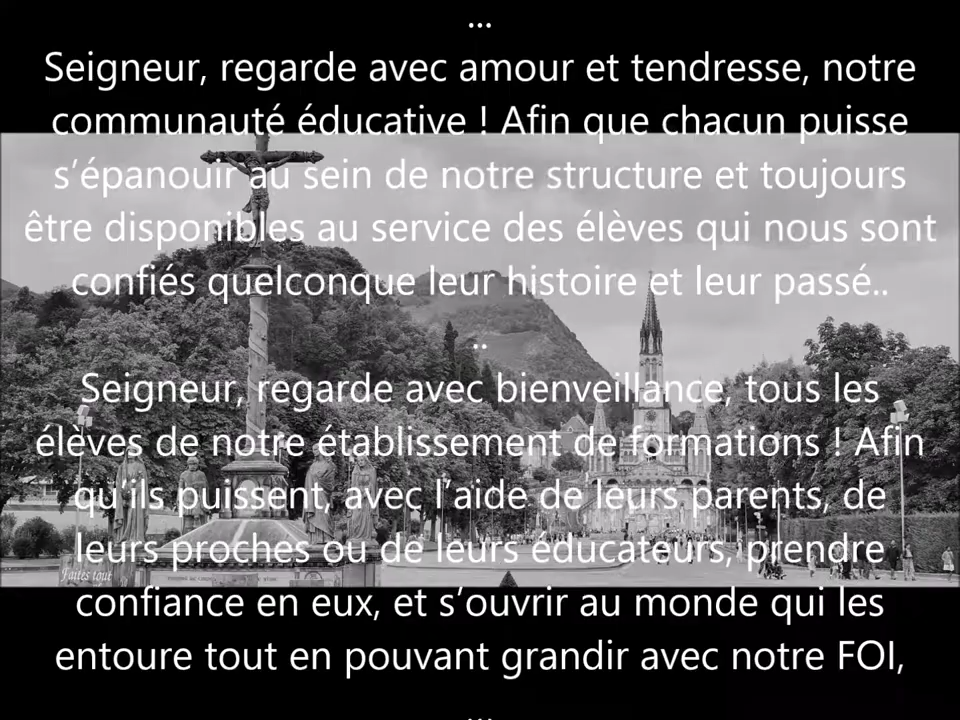 ...
Seigneur, regarde avec amour et tendresse, notre
communauté éducative ! Afin que chacun puisse
s’épanouir au sein de notre structure et toujours
être disponibles au service des élèves qui nous sont
confiés quelconque leur histoire et leur passé..
..
Seigneur, regarde avec bienveillance, tous les
élèves de notre établissement de formations ! Afin
qu’ils puissent, avec l’aide de leurs parents, de
leurs proches ou de leurs éducateurs, prendre
Faites tout
confiance en eux, et s’ouvrir au monde qui les
entoure tout en pouvant grandir avec notre FOI,
...